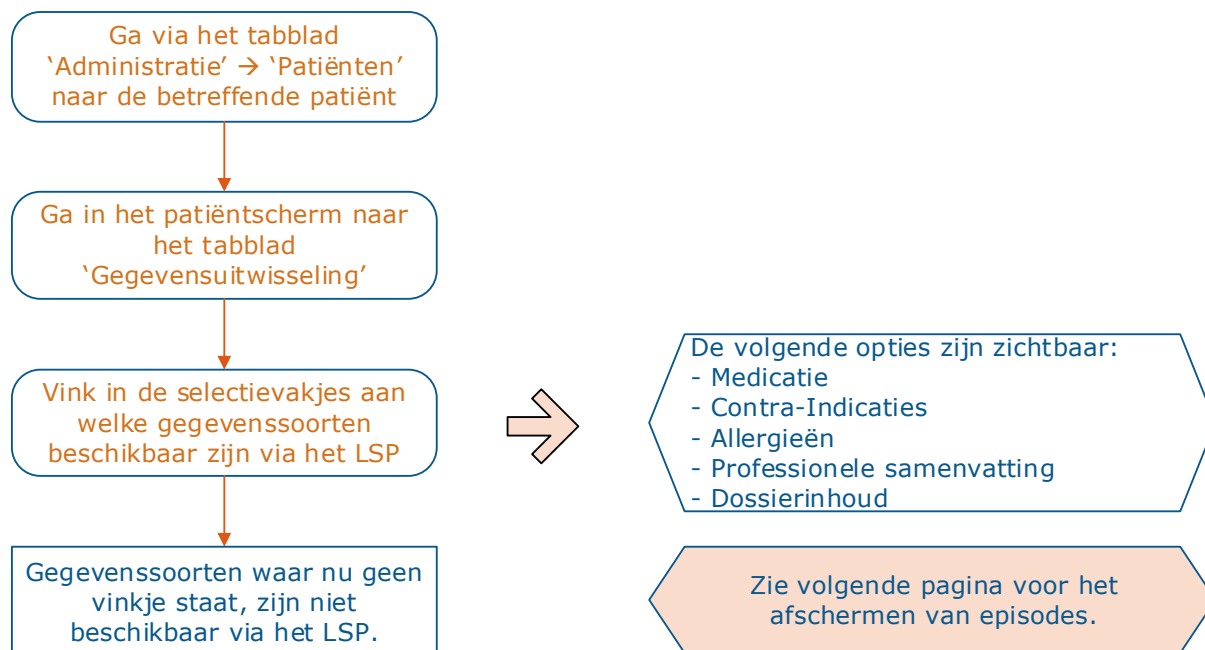 Ga via het tabblad
‘Administratie’ → ‘Patiënten’
naar de betreffende patiënt
Ga in het patiëntscherm naar
het tabblad
‘Gegevensuitwisseling’
Vink in de selectievakjes aan
welke gegevenssoorten
beschikbaar zijn via het LSP
De volgende opties zijn zichtbaar:
- Medicatie
- Contra-Indicaties
- Allergieën
- Professionele samenvatting
- Dossierinhoud
Gegevenssoorten waar nu geen
vinkje staat, zijn niet
beschikbaar via het LSP.
Zie volgende pagina voor het
afschermen van episodes.